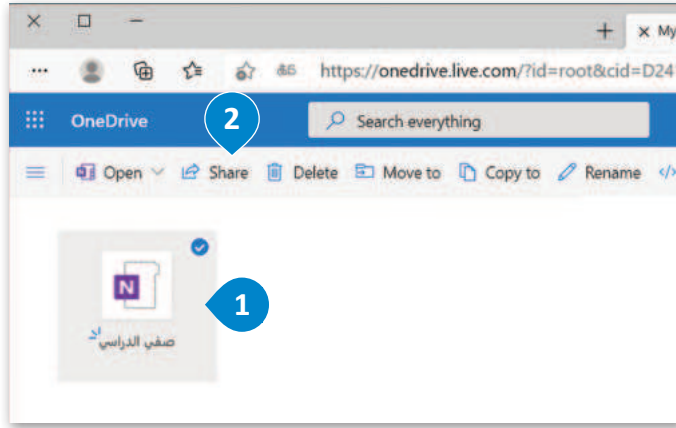 My
https://onedrive.live.com/?id=root&cid=D24
OneDrive
2
Search everything
Open
Share
Delete
Move to
Copy to
Rename
N
1
صفي الدراسي